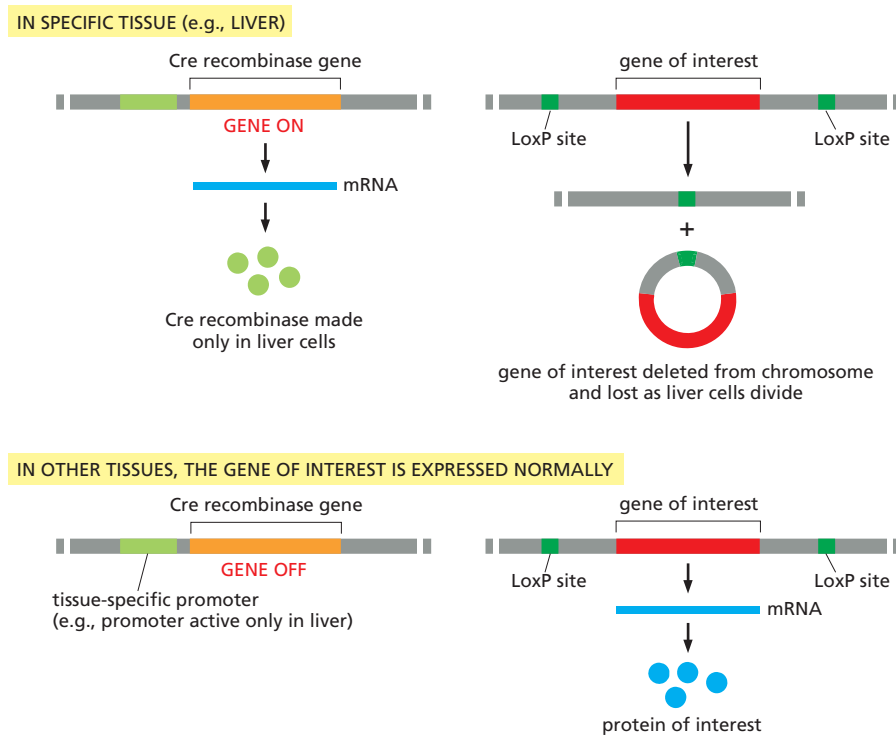 IN SPECIFIC TISSUE (e.g., LIVER)
Cre recombinase gene
GENE ON
mRNA
Cre recombinase made
only in liver cells
gene of interest
LoxP site
LoxP site
+
gene of interest deleted from chromosome
and lost as liver cells divide
IN OTHER TISSUES, THE GENE OF INTEREST IS EXPRESSED NORMALLY
Cre recombinase gene
GENE OFF
tissue-specific promoter
(e.g., promoter active only in liver)
gene of interest
LoxP site
LoxP site
mRNA
protein of interest